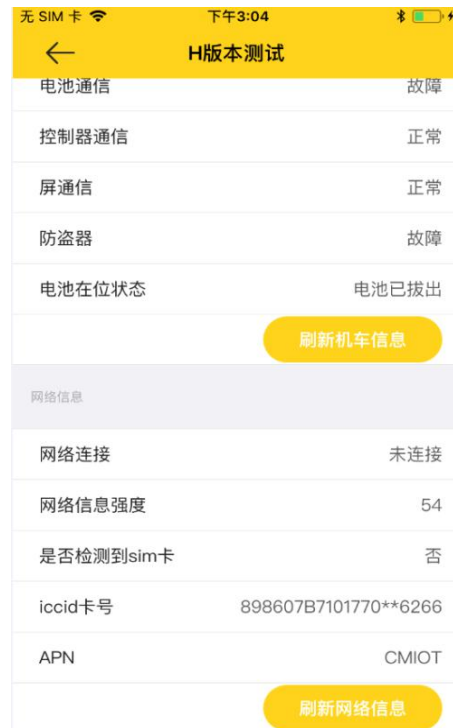 无 SIM 卡 下午3:04
H版本测试
电池通信 故障
控制器通信 正常
屏通信 正常
防盗器 故障
电池在位状态 电池已拔出
刷新机车信息
网络信息
网络连接 未连接
网络信息强度 54
是否检测到sim卡 否
iccid卡号 898607B7101770**6266
APN CMIOT
刷新网络信息